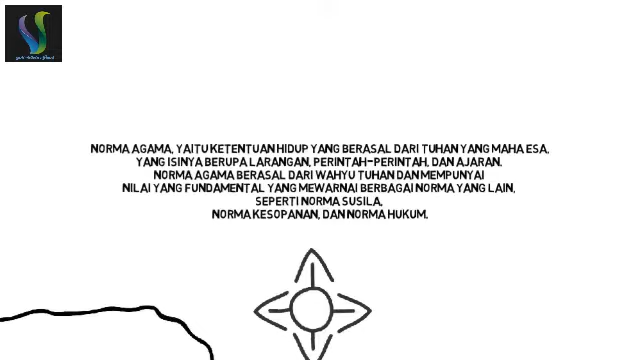 NORMA AGAMA, YAITU KETENTUAN HIDUP YANG BERASAL DARI TUHAN YANG MAHA ESA,
YANG ISINYA BERUPA LARANGAN, PERINTAH-PERINTAH, DAN AJARAN.
NORMA AGAMA BERASAL DARI WAHYU TUHAN DAN MEMPUNYAI
NILAI YANG FUNDAMENTAL YANG MEWARNAI BERBAGAI NORMA YANG LAIN,
SEPERTI NORMA SUSILA,
NORMA KESOPANAN, DAN NORMA HUKUM.